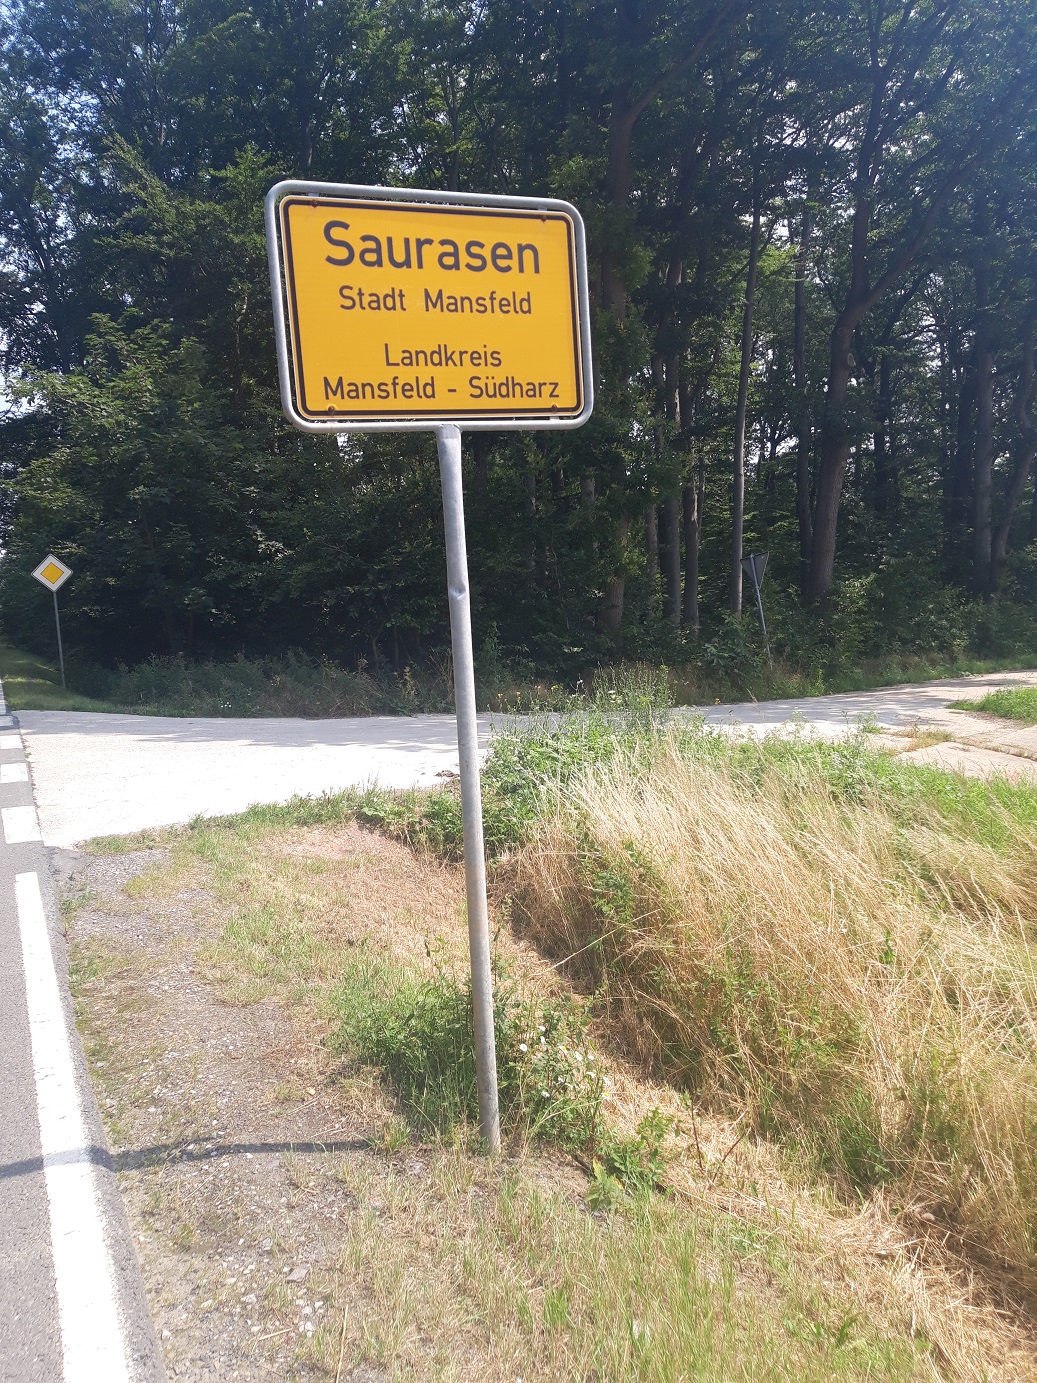 Saurasen
Stadt Mansfeld
Landkreis
Mansfeld - Südharz